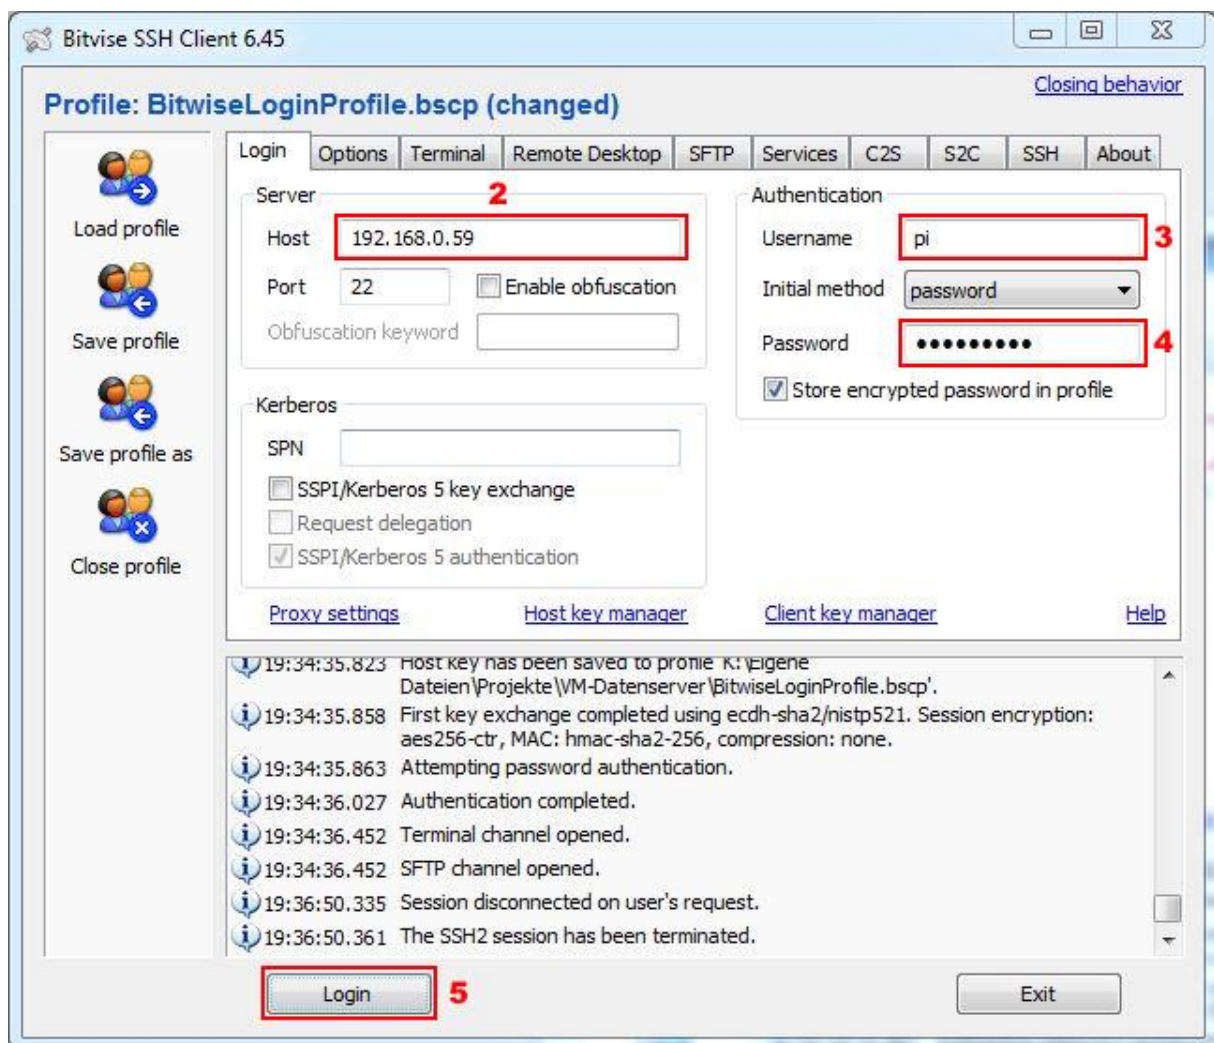 Bitvise SSH Client 6.45
Closing behavior
Profile: BitwiseLoginProfile.bscp (changed)
Load profile
Save profile
Save profile as
Close profile
Login Options Terminal Remote Desktop SFTP Services C2S S2C SSH About
Server 2
Host 192.168.0.59
Port 22 Enable obfuscation
Obfuscation keyword
Authentication
Username pi 3
Initial method password
Password ●●●●●●●●● 4
Store encrypted password in profile
Kerberos
SPN
SSPI/Kerberos 5 key exchange
Request delegation
SSPI/Kerberos 5 authentication
Proxy settings Host key manager Client key manager Help
19:34:35.823 Host key has been saved to profile 'K:\Eigene
Dateien\Projekte\VM-Datenserver\BitwiseLoginProfile.bscp'.
19:34:35.858 First key exchange completed using ecdh-sha2/nistp521. Session encryption:
aes256-ctr, MAC: hmac-sha2-256, compression: none.
19:34:35.863 Attempting password authentication.
19:34:36.027 Authentication completed.
19:34:36.452 Terminal channel opened.
19:34:36.452 SFTP channel opened.
19:36:50.335 Session disconnected on user's request.
19:36:50.361 The SSH2 session has been terminated.
Login 5 Exit